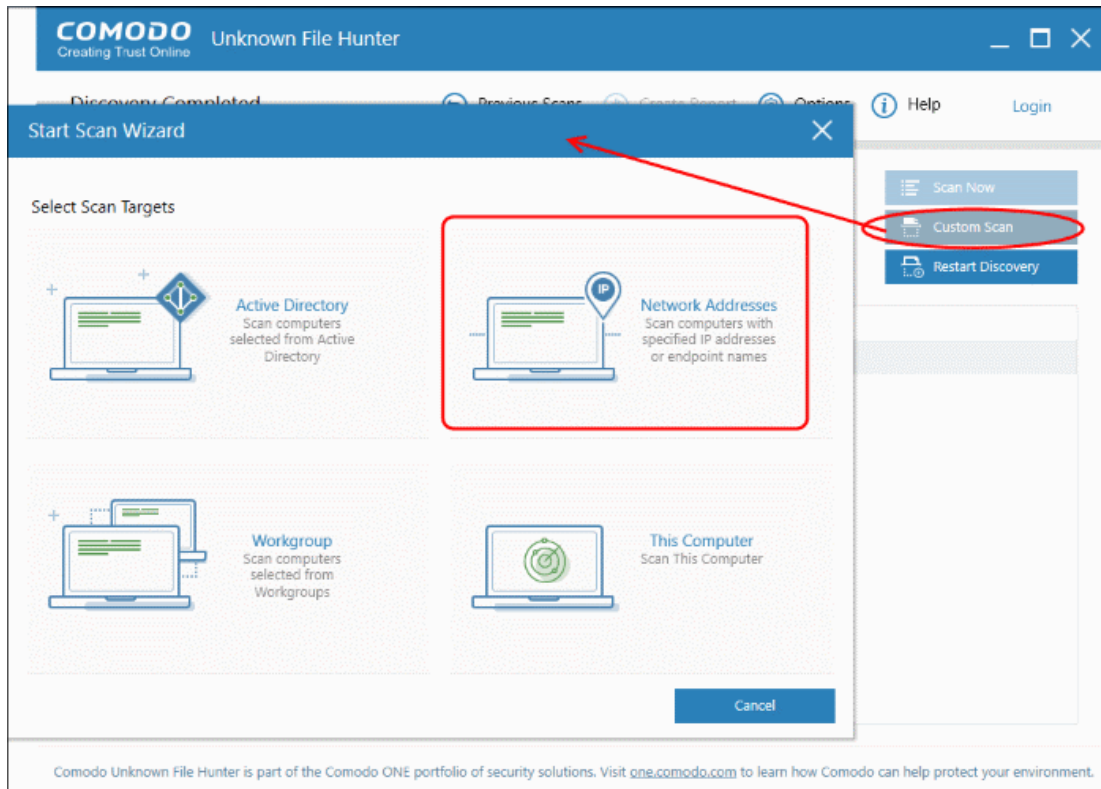 COMODO
Creating Trust Online
Unknown File Hunter
Discovery Completed
Previous Scans
Create Report
Options
Help
Login
Start Scan Wizard
Scan Now
Custom Scan
Restart Discovery
Select Scan Targets
Active Directory
Scan computers
selected from Active
Directory
IP
Network Addresses
Scan computers with
specified IP addresses
or endpoint names
Workgroup
Scan computers
selected from
Workgroups
This Computer
Scan This Computer
Cancel
Comodo Unknown File Hunter is part of the Comodo ONE portfolio of security solutions. Visit one.comodo.com to learn how Comodo can help protect your environment.